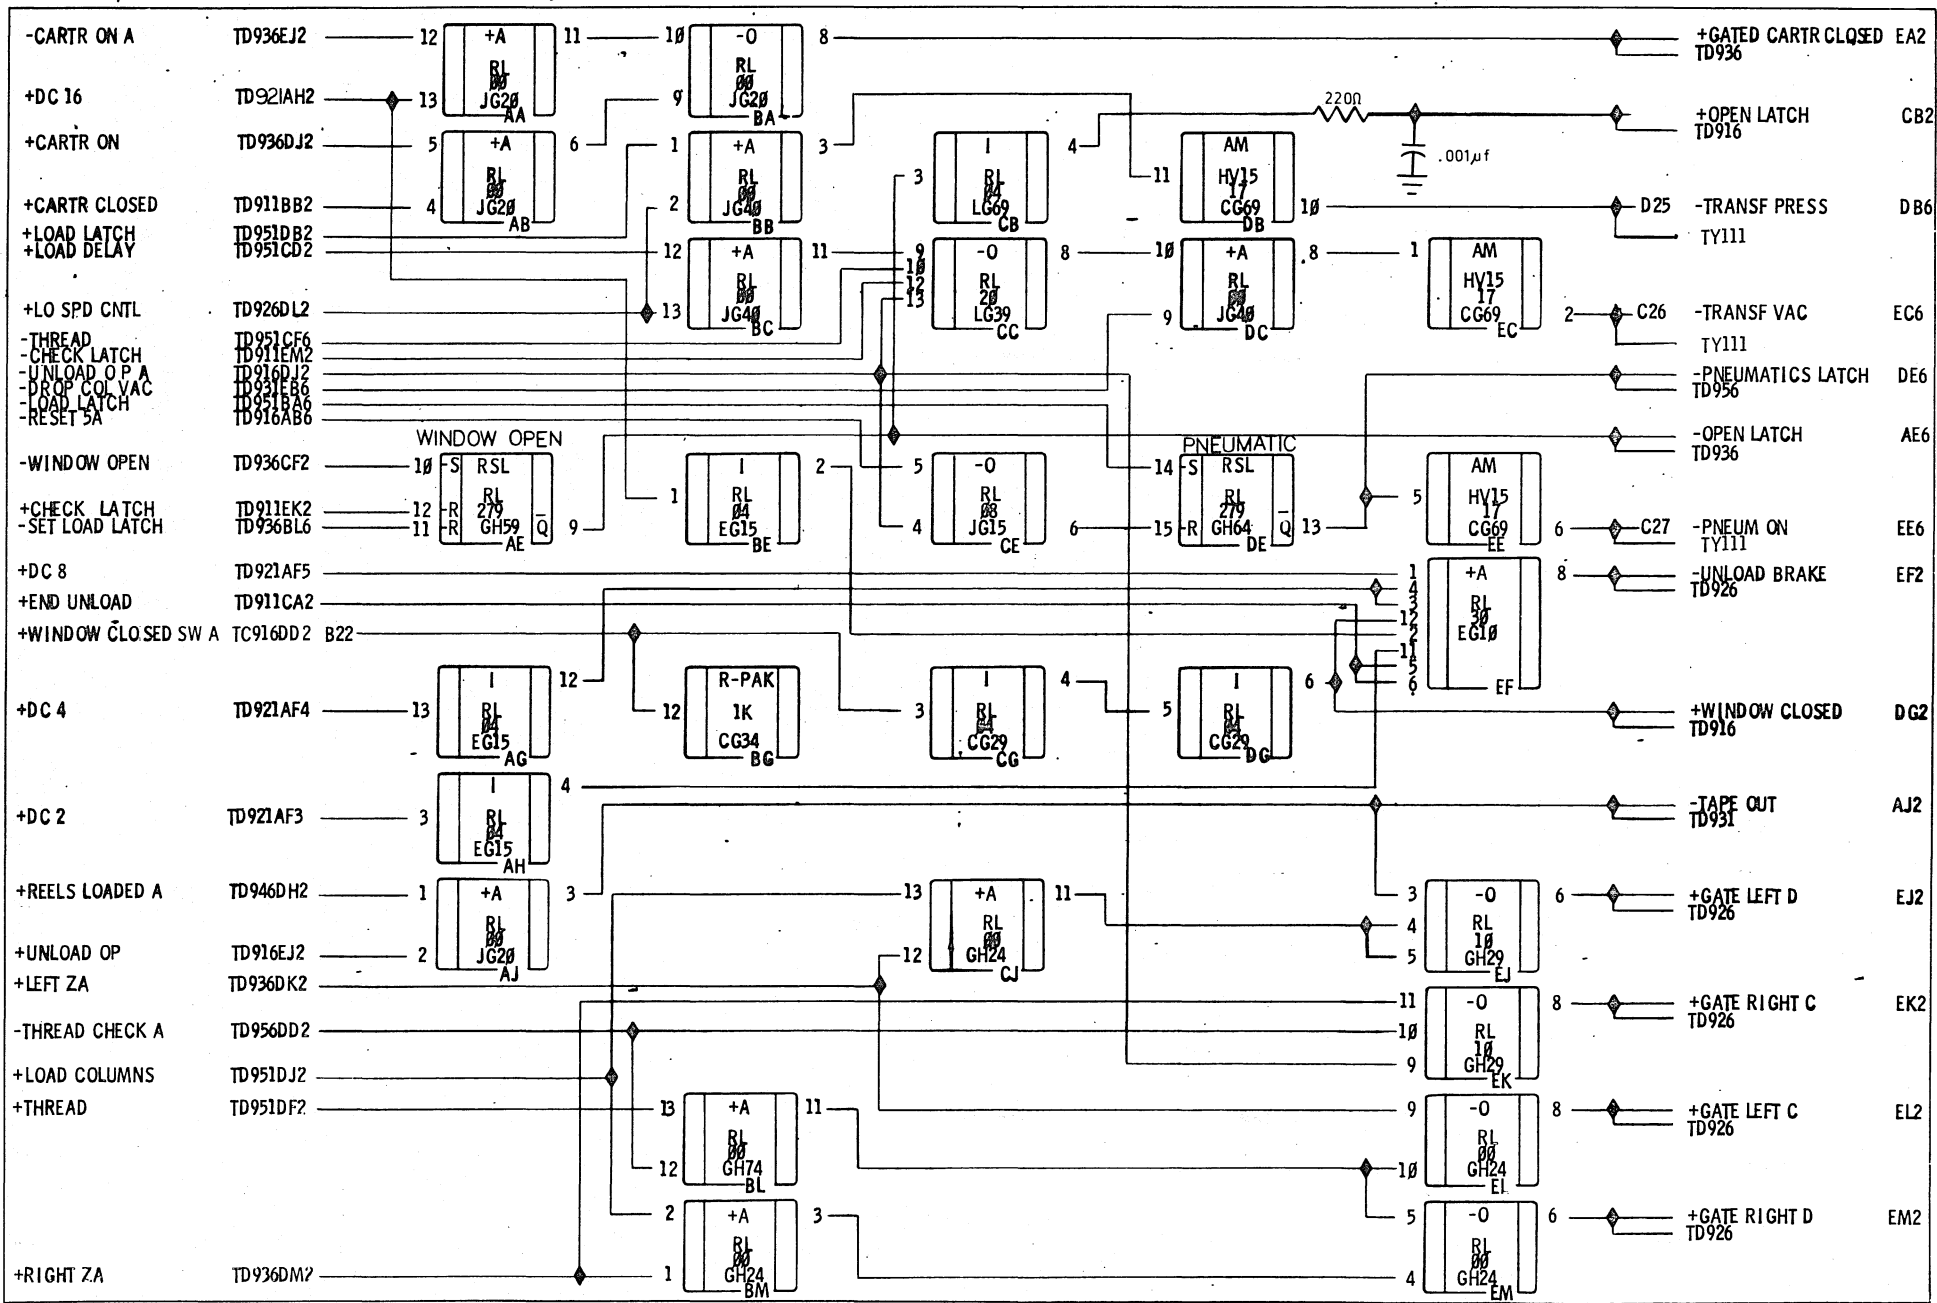 -CARTR ON A TD936EJ2 12 +A 11 10 -O 8 +GATED CARTR CLOSED EA2
TD936
RL RL
00 00
JG20 JG20
AA BA
+DC 16 TD921AH2 13 9
220Ω
+OPEN LATCH CB2
TD916
.001µf
+CARTR ON TD936DJ2 5 +A 6 1 +A 3 I 4 AM
RL RL RL HV15
00 00 04 17
JG20 JG40 LG69 CG69
AB BB CB DB
3 11
+CARTR CLOSED TD911BB2 4 2 10 D25 -TRANSF PRESS DB6
TY111
+LOAD LATCH TD951DB2
+LOAD DELAY TD951CD2 12 +A 11 9 -O 8 10 +A 8 1 AM
10
12
13
RL RL RL HV15
00 20 17
JG40 LG39 JG40 CG69
BC CC DC EC
+LO SPD CNTL TD926DL2 13 9 2 C26 -TRANSF VAC EC6
TY111
-THREAD TD951CF6
-CHECK LATCH TD911EM2
-UNLOAD OP A TD916DJ2
-DROP COL VAC TD931EB6
-LOAD LATCH TD951BA6
-RESET 5A TD916AB6
-PNEUMATICS LATCH DE6
TD956
WINDOW OPEN PNEUMATIC
-OPEN LATCH AE6
TD936
-WINDOW OPEN TD936CF2 10 -S RSL I 2 5 -O 14 -S RSL AM
RL RL RL RL HV15
279 04 08 279 17
GH59 EG15 JG15 GH64 CG69
AE BE CE DE EE
+CHECK LATCH TD911EK2 12 -R
-SET LOAD LATCH TD936BL6 11 -R Q 9 1 4 6 15 -R Q 13 5 6 C27 -PNEUM ON EE6
TY111
+DC 8 TD921AF5 1 +A 8 -UNLOAD BRAKE EF2
TD926
4
3
12
2
11
5
6
RL
30
EG10
EF
+END UNLOAD TD911CA2
+WINDOW CLOSED SW A TC916DD2 B22
+DC 4 TD921AF4 13 I 12 12 R-PAK 3 I 4 5 I 6
RL 1K RL RL
04 CG34 04 04
EG15 CG29 CG29
AG BG CG DG
+WINDOW CLOSED DG2
TD916
+DC 2 TD921AF3 3 I 4
RL
04
EG15
AH
-TAPE OUT AJ2
TD931
+REELS LOADED A TD946DH2 1 +A 3 13 +A 11 3 -O 6 +GATE LEFT D EJ2
TD926
RL RL RL
00 00 10
JG20 GH24 GH29
AJ CJ EJ
+UNLOAD OP TD916EJ2 2 12 4
5
+LEFT ZA TD936DK2
-THREAD CHECK A TD956DD2 11 -O 8 +GATE RIGHT C EK2
TD926
10
9
RL
10
GH29
EK
+LOAD COLUMNS TD951DJ2
+THREAD TD951DF2 13 +A 11 9 -O 8 +GATE LEFT C EL2
TD926
RL RL
00 00
GH74 GH24
BL EL
12 10
2 +A 3 5 -O 6 +GATE RIGHT D EM2
TD926
RL RL
00 00
GH24 GH24
BM EM
+RIGHT ZA TD936DM2 1 4